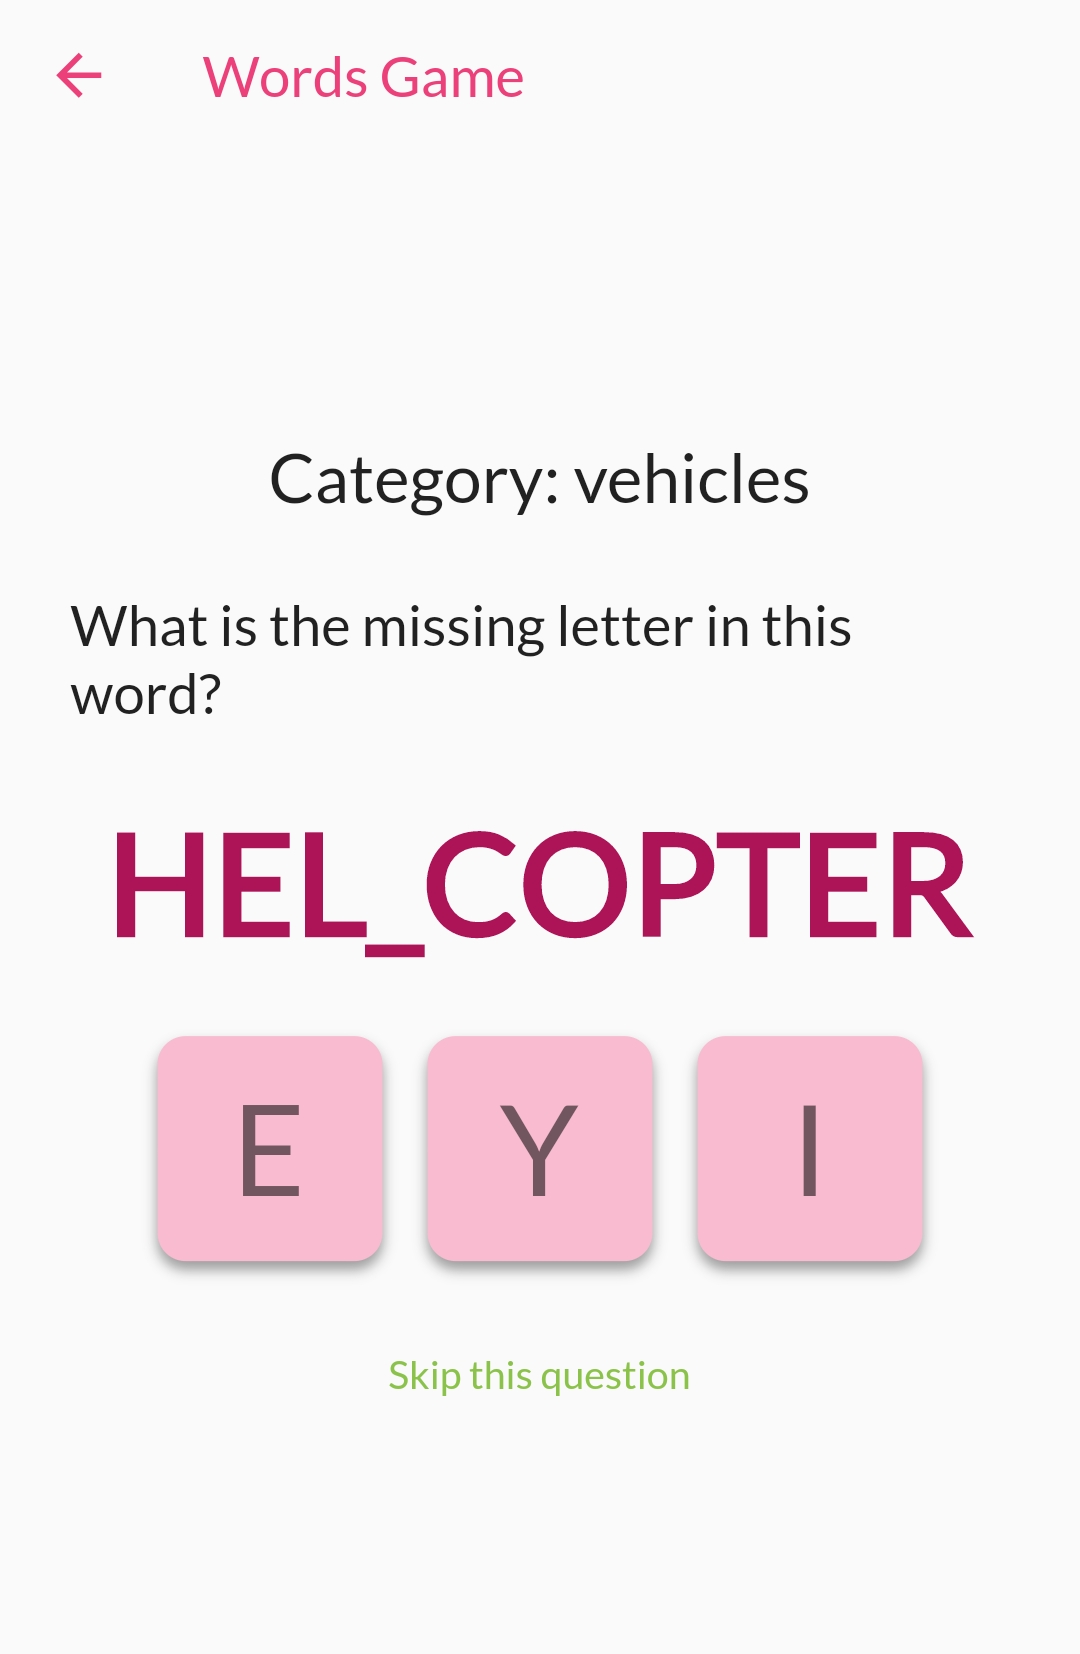 Words Game
Category: vehicles
What is the missing letter in this
word?
HEL_COPTER
E Y I
Skip this question